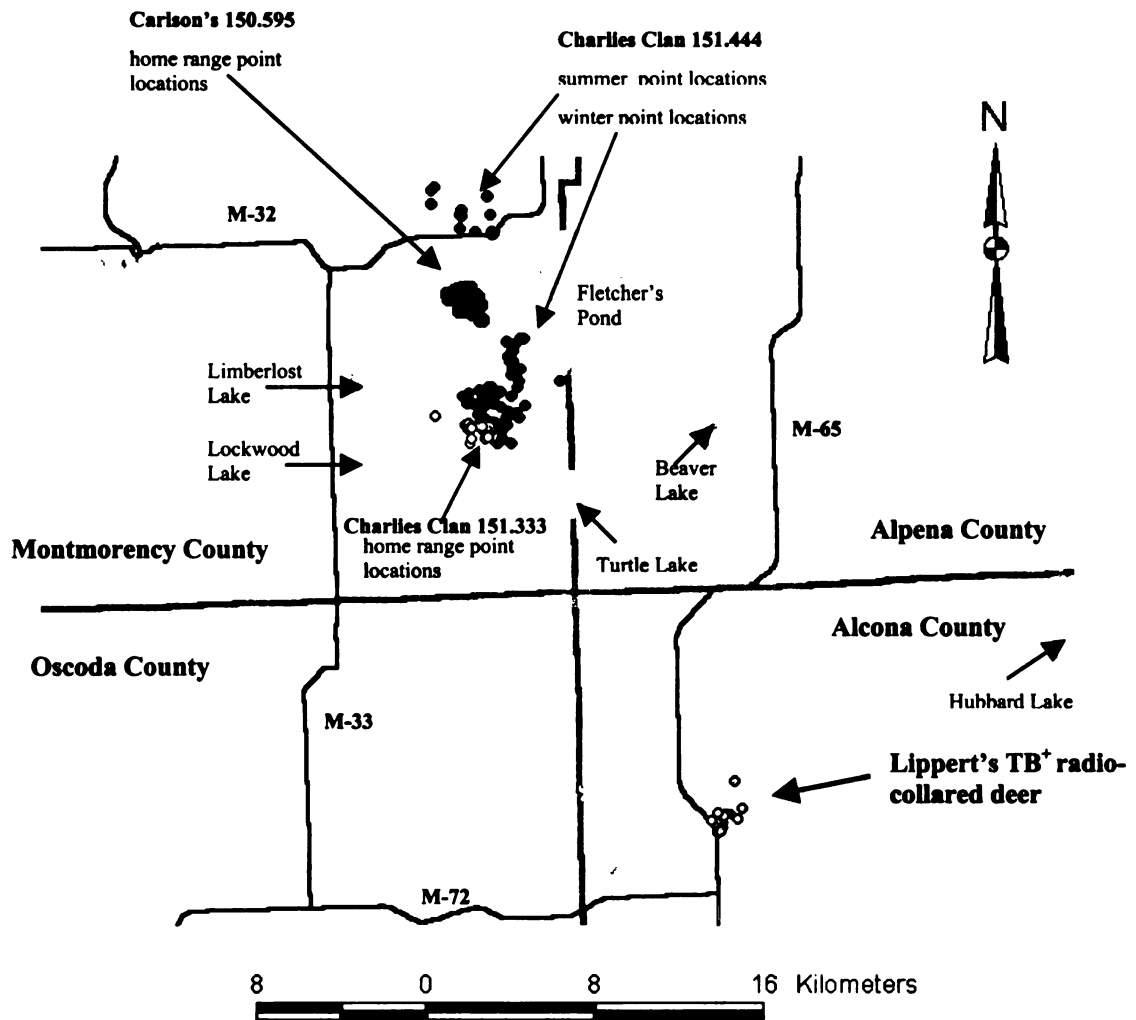 Carlson's 150.595
home range point
locations
Charlies Clan 151.444
summer point locations
winter point locations
N
M-32
Fletcher's
Pond
Limberlost
Lake
M-65
Lockwood
Lake
Beaver
Lake
Charlies Clan 151.333
home range point
locations
Turtle Lake
Montmorency County
Alpena County
Oscoda County
Alcona County
Hubbard Lake
M-33
Lippert's TB+ radio-
collared deer
M-72
8 0 8 16 Kilometers